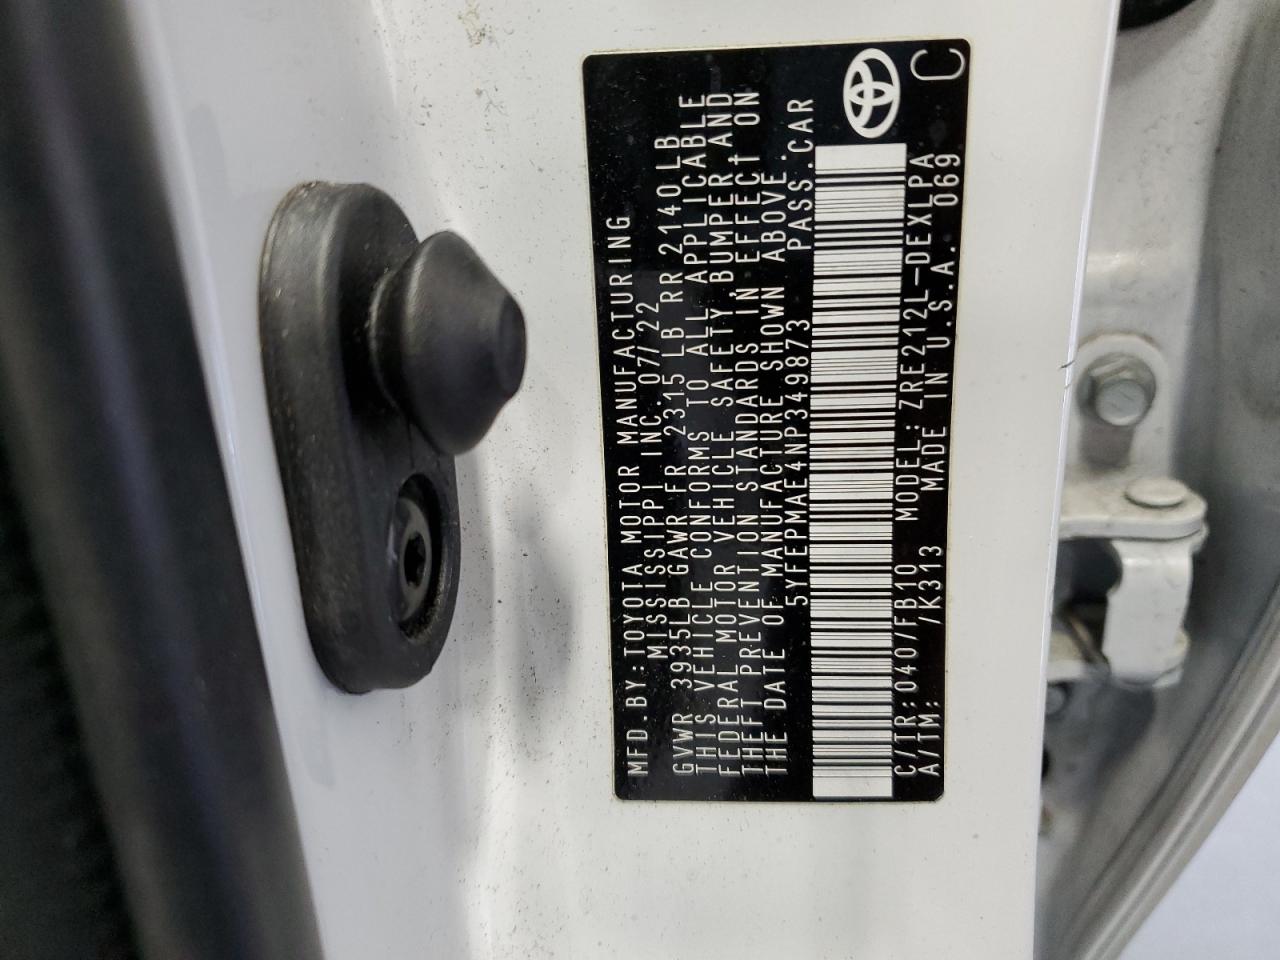 MFD.BY:TOYOTA MOTOR MANUFACTURING
MISSISSIPPI INC. 07/22
GVWR 3935LB GAWR FR 2315 LB RR 2140LB
THIS VEHICLE CONFORMS TO ALL APPLICABLE
FEDERAL MOTOR VEHICLE SAFETY, BUMPER, AND
THEFT PREVENTION STANDARDS IN EFFECT ON
THE DATE OF MANUFACTURE SHOWN ABOVE.
5YFEPMAE4NP349873 PASS.CAR
C/TR:040/FB10 MODEL:ZRE212L-DEXLPA
A/TM: /K313 MADE IN U.S.A. 069
C